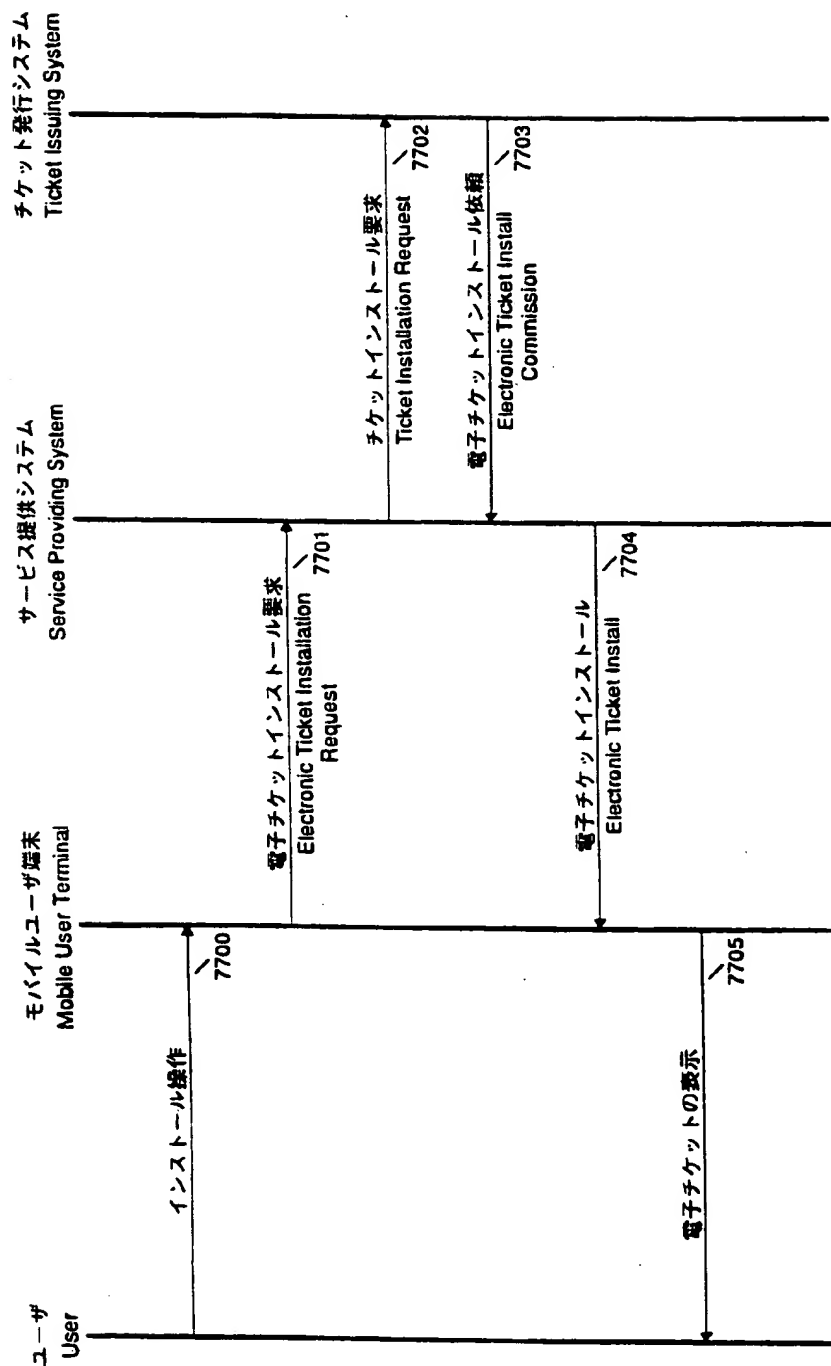 ユーザ
User
モバイルユーザ端末
Mobile User Terminal
サービス提供システム
Service Providing System
チケット発行システム
Ticket Issuing System
インストール操作
7700
電子チケットインストール要求
Electronic Ticket Installation
Request
7701
チケットインストール要求
Ticket Installation Request
7702
電子チケットインストール依頼
Electronic Ticket Install
Commission
7703
電子チケットインストール
Electronic Ticket Install
7704
電子チケットの表示
7705